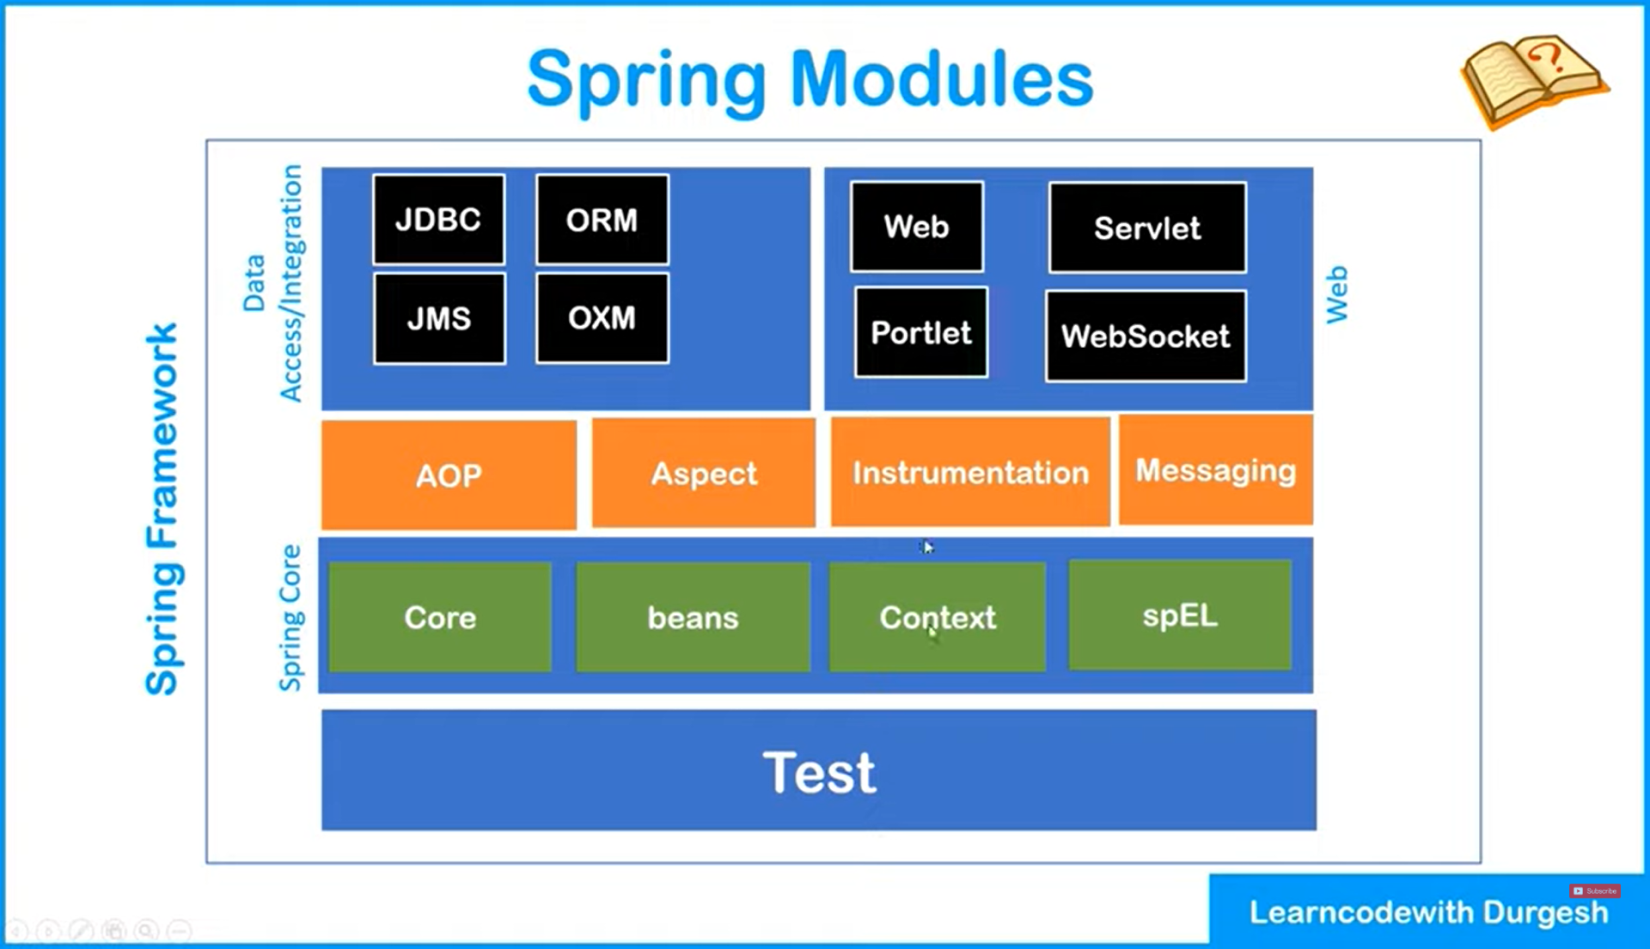 Spring Modules
?
Spring Framework
Data
Access/Integration
JDBC
ORM
JMS
OXM
Web
Servlet
Portlet
WebSocket
Web
AOP
Aspect
Instrumentation
Messaging
Spring Core
Core
beans
Context
spEL
Test
Subscribe
Learncodewith Durgesh